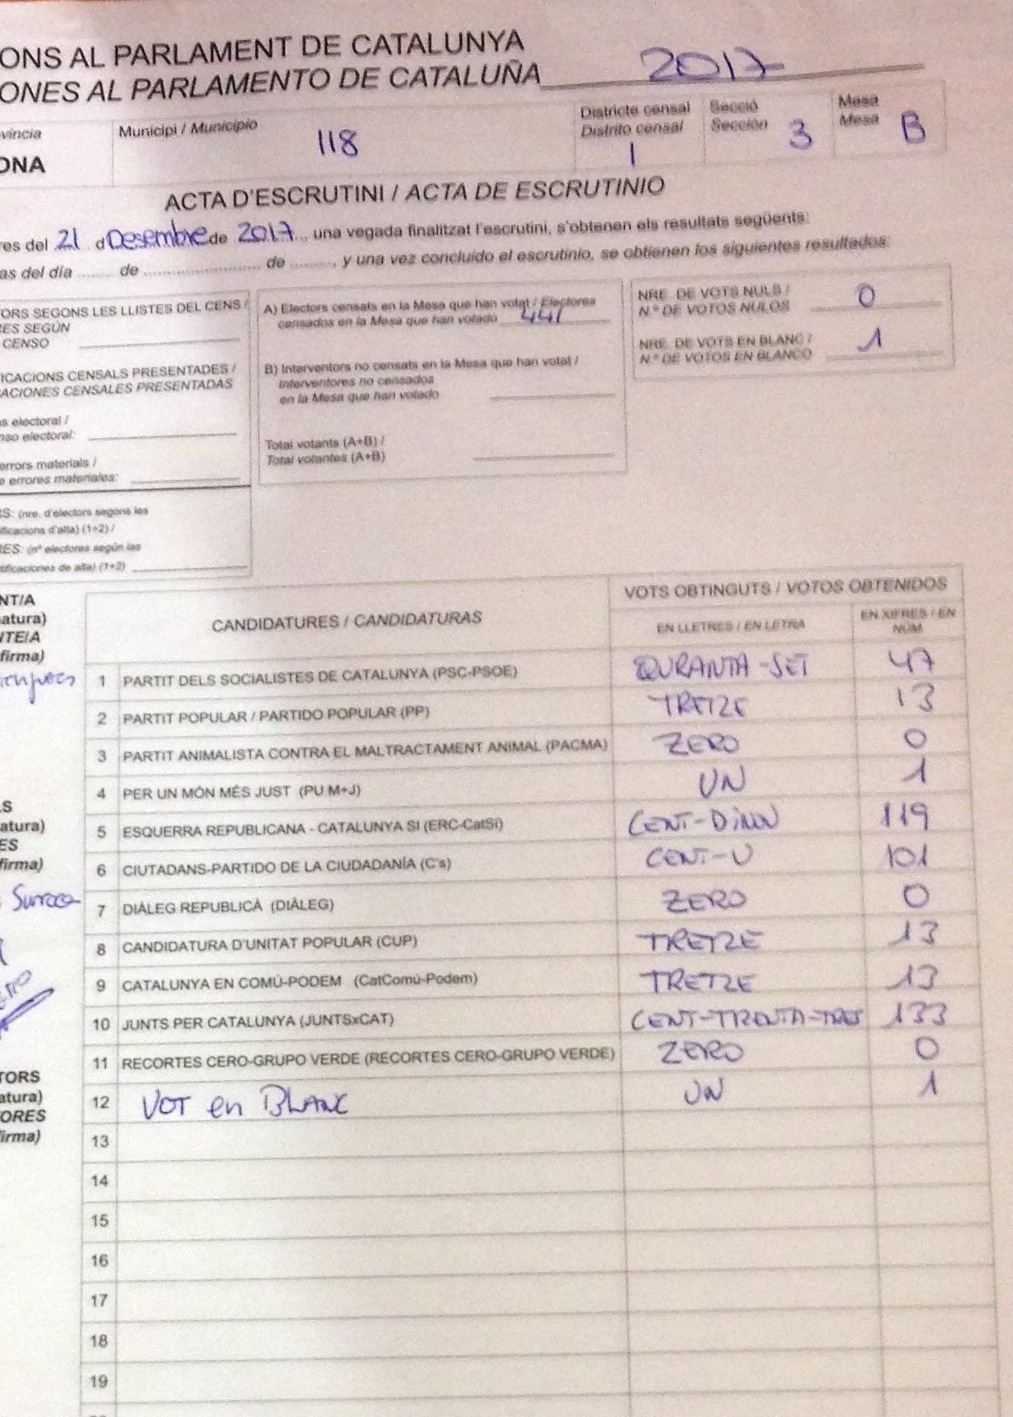 ONS AL PARLAMENT DE CATALUNYA
ONES AL PARLAMENTO DE CATALUÑA 2017
víncia Municipi / Municipio 118 Districte censal Secció Mesa
Distrito censal Sección Mesa
ONA 1 3 B
ACTA D'ESCRUTINI / ACTA DE ESCRUTINIO
res del 21 d Desembre de 2017 ... una vegada finalitzat l'escrutini, s'obtenen els resultats següents:
as del día ........ de .......................... de ........., y una vez concluido el escrutinio, se obtienen los siguientes resultados:
TORS SEGONS LES LLISTES DEL CENS /
RES SEGÚN
CENSO
FICACIONS CENSALS PRESENTADES /
ACIONES CENSALES PRESENTADAS
s electoral /
nso electoral:
errors materials /
e errores materiales:
S: (nre. d'electors segons les
ificacions d'alta) (1+2) /
RES: (nº electores según las
tificaciones de alta) (1+2)
A) Electors censats en la Mesa que han votat / Electores
censados en la Mesa que han votado 441
B) Interventors no censats en la Mesa que han votat /
Interventores no censados
en la Mesa que han votado
Total votants (A+B) /
Total votantes (A+B)
NRE. DE VOTS NULS /
N.º DE VOTOS NULOS 0
NRE. DE VOTS EN BLANC /
N.º DE VOTOS EN BLANCO 1
NT/A
atura)
NTE/A
firma)
S
atura)
ES
firma)
Surroca
TORS
atura)
ORES
firma)
CANDIDATURES / CANDIDATURAS VOTS OBTINGUTS / VOTOS OBTENIDOS
EN LLETRES / EN LETRA EN XIFRES / EN
NÚM.
1 PARTIT DELS SOCIALISTES DE CATALUNYA (PSC-PSOE) QURANTA-SET 47
2 PARTIT POPULAR / PARTIDO POPULAR (PP) TRETZE 13
3 PARTIT ANIMALISTA CONTRA EL MALTRACTAMENT ANIMAL (PACMA) ZERO 0
4 PER UN MÓN MÉS JUST (PU M+J) UN 1
5 ESQUERRA REPUBLICANA - CATALUNYA SI (ERC-CatSí) CENT-DINOU 119
6 CIUTADANS-PARTIDO DE LA CIUDADANÍA (C's) CENT-U 101
7 DIÀLEG REPUBLICÀ (DIÀLEG) ZERO 0
8 CANDIDATURA D'UNITAT POPULAR (CUP) TRETZE 13
9 CATALUNYA EN COMÚ-PODEM (CatComú-Podem) TRETZE 13
10 JUNTS PER CATALUNYA (JUNTSxCAT) CENT-TRENTA-TRES 133
11 RECORTES CERO-GRUPO VERDE (RECORTES CERO-GRUPO VERDE) ZERO 0
12 VOT en BLANC UN 1
13
14
15
16
17
18
19